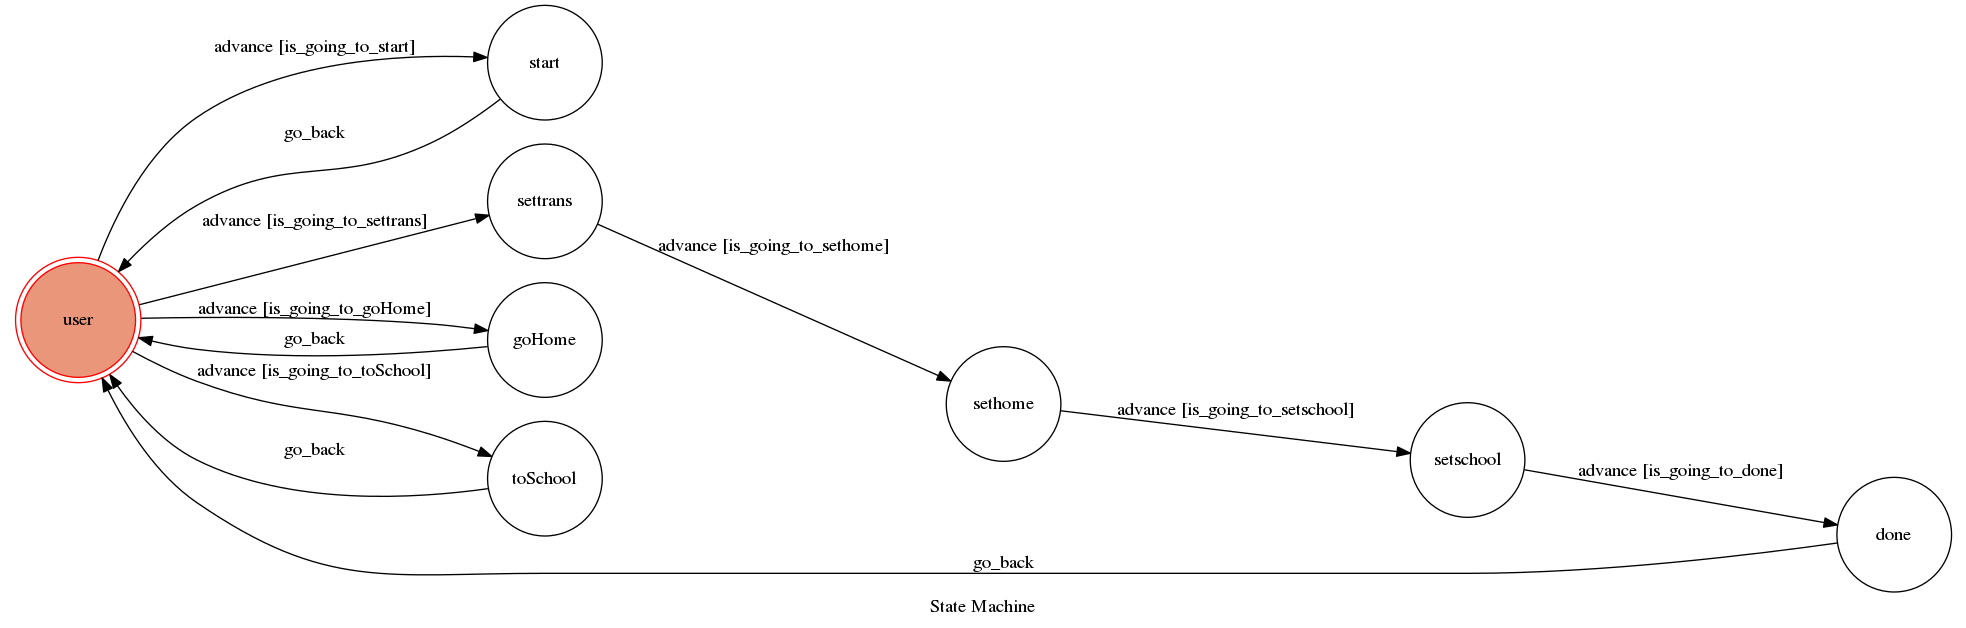 advance [is_going_to_start]
start
go_back
settrans
advance [is_going_to_settrans]
advance [is_going_to_sethome]
user
advance [is_going_to_goHome]
go_back
goHome
advance [is_going_to_toSchool]
sethome
advance [is_going_to_setschool]
go_back
toSchool
setschool
advance [is_going_to_done]
done
go_back
State Machine